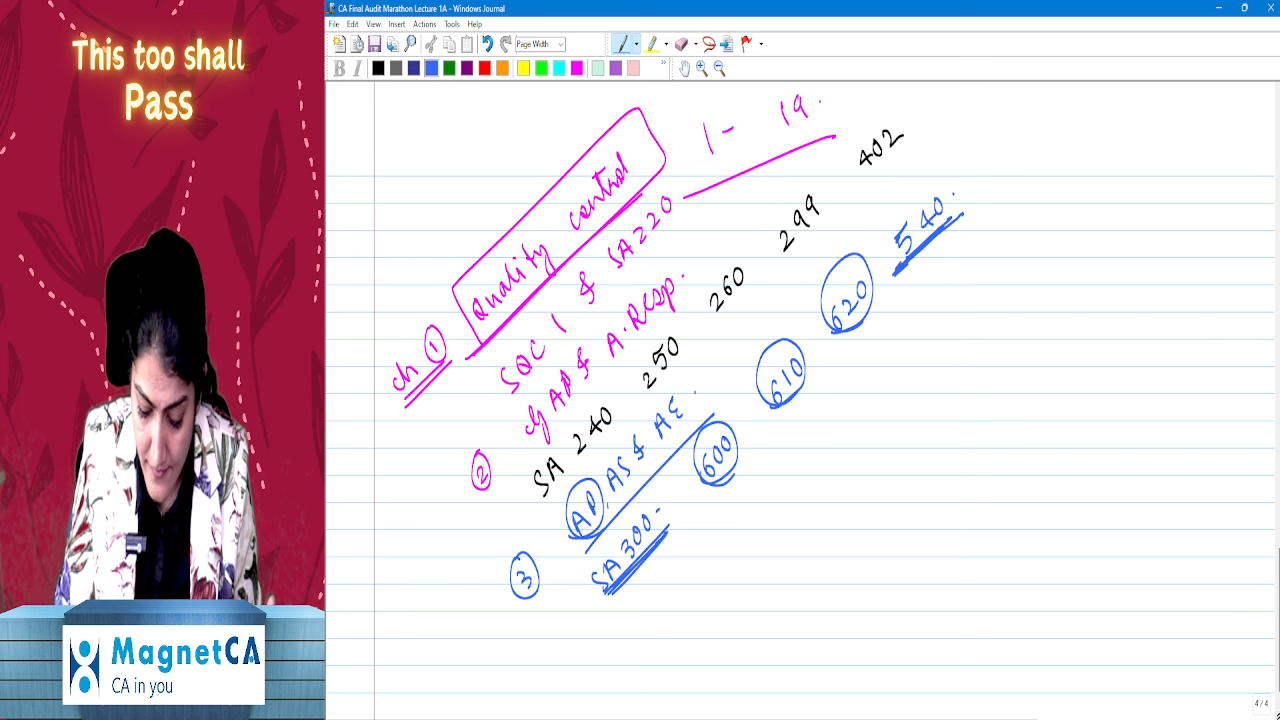 This too shall
Pass
MagnetCA
CA in you
CA Final Audit Marathon Lecture 1A - Windows Journal
File Edit View Insert Actions Tools Help
Page Width
B I
ch 1 Quality control 1 - 19.
SQC 1 & SA220
2 GAP & A. Resp.
SA 240 250 260 299 402
3 AP, AS & AE.
SA 300- 600 610 620 540.
4 / 4